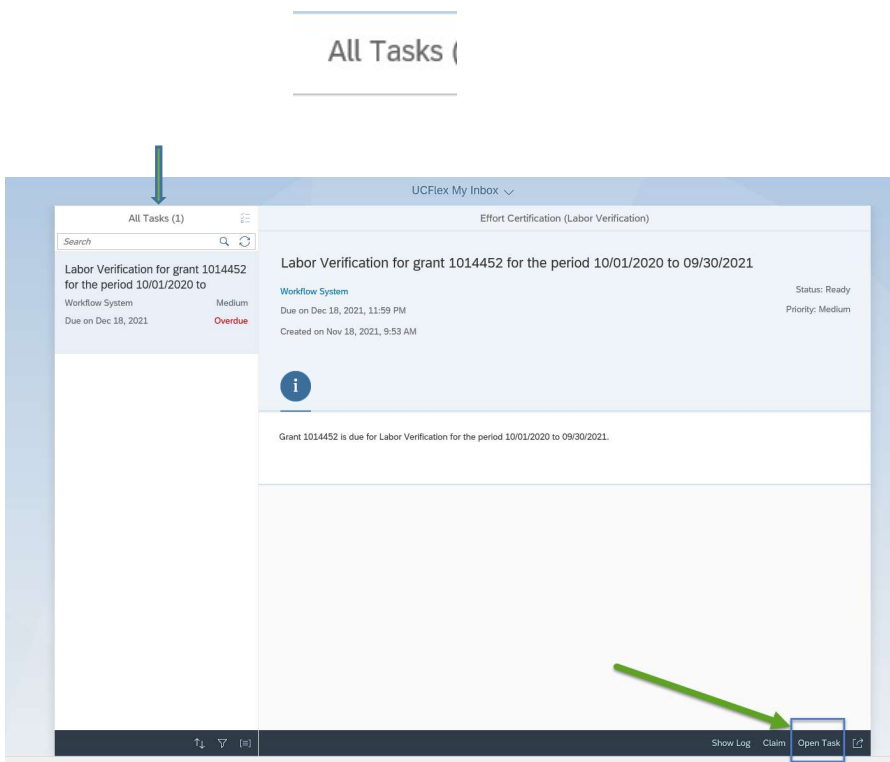 All Tasks (
UCFlex My Inbox
All Tasks (1)
Effort Certification (Labor Verification)
Search
Labor Verification for grant 1014452
for the period 10/01/2020 to
Workflow System Medium
Due on Dec 18, 2021 Overdue
Labor Verification for grant 1014452 for the period 10/01/2020 to 09/30/2021
Workflow System Status: Ready
Due on Dec 18, 2021, 11:59 PM Priority: Medium
Created on Nov 18, 2021, 9:53 AM
i
Grant 1014452 is due for Labor Verification for the period 10/01/2020 to 09/30/2021.
Show Log Claim Open Task